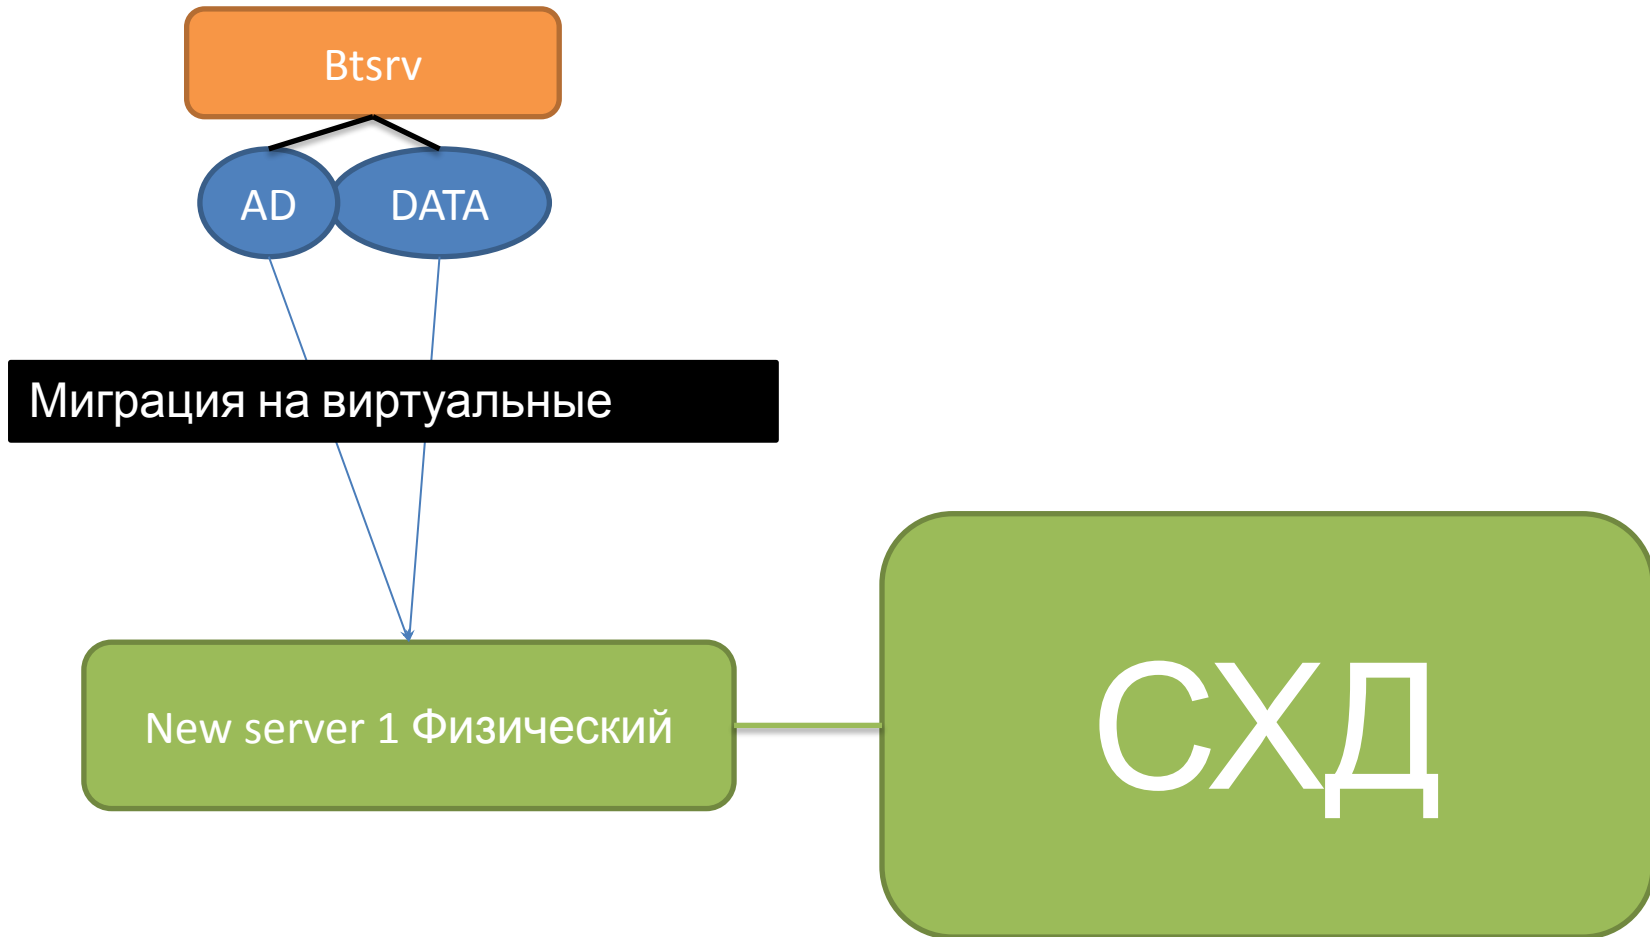 Btsrv
AD
DATA
Миграция на виртуальные
New server 1 Физический
СХД